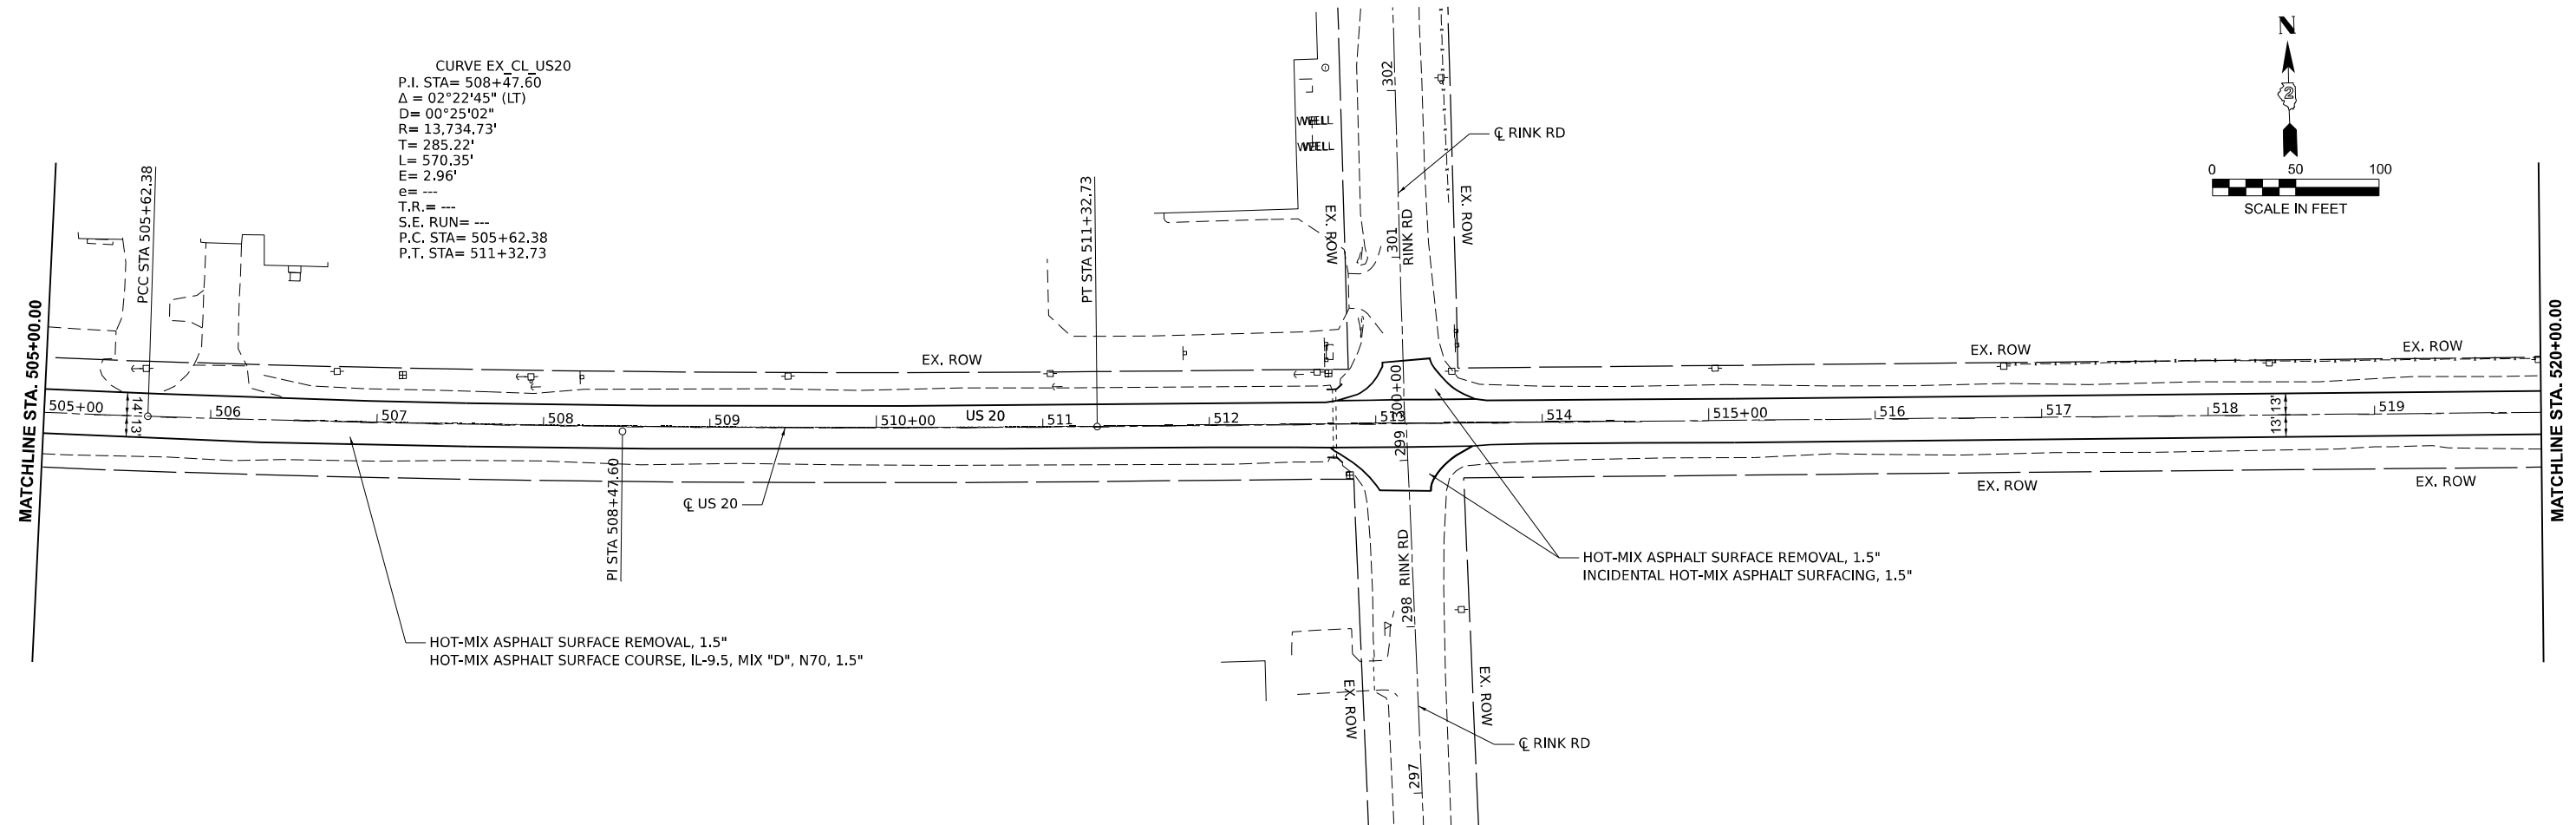 CURVE EX_CL_US20
P.I. STA= 508+47.60
Δ = 02°22'45" (LT)
D= 00°25'02"
R= 13,734.73'
T= 285.22'
L= 570.35'
E= 2.96'
e= ---
T.R.= ---
S.E. RUN= ---
P.C. STA= 505+62.38
P.T. STA= 511+32.73
N
2
0 50 100
SCALE IN FEET
MATCHLINE STA. 505+00.00
PCC STA 505+62.38
PT STA 511+32.73
PI STA 508+47.60
WELL
WELL
WELL
WELL
302
301
RINK RD
℄ RINK RD
EX. ROW
EX. ROW
EX. ROW
EX. ROW
EX. ROW
505+00
14'
13'
506
507
508
509
510+00
US 20
511
512
513
300+00
299
514
515+00
516
517
518
13'
13'
519
MATCHLINE STA. 520+00.00
℄ US 20
EX. ROW
EX. ROW
HOT-MIX ASPHALT SURFACE REMOVAL, 1.5"
INCIDENTAL HOT-MIX ASPHALT SURFACING, 1.5"
HOT-MIX ASPHALT SURFACE REMOVAL, 1.5"
HOT-MIX ASPHALT SURFACE COURSE, IL-9.5, MIX "D", N70, 1.5"
RINK RD
298
EX. ROW
EX. ROW
℄ RINK RD
297